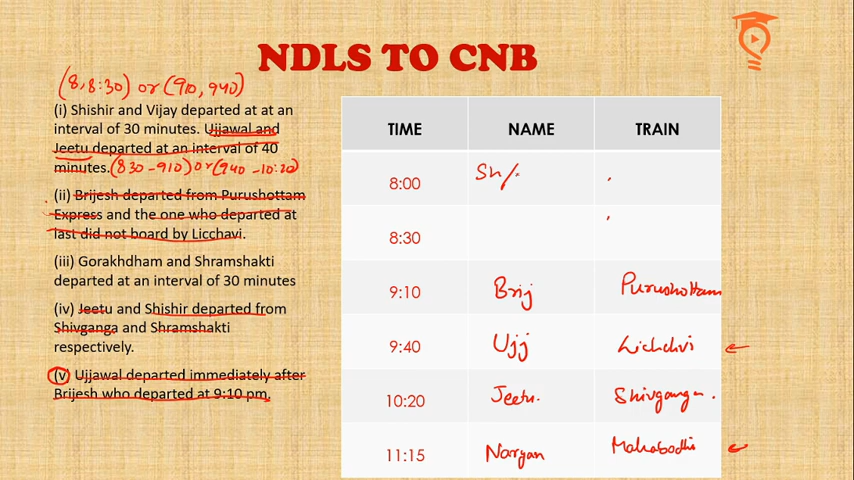 NDLS TO CNB
(8, 8:30) or (910, 940)
(i) Shishir and Vijay departed at at an
interval of 30 minutes. Ujjawal and
Jeetu departed at an interval of 40
minutes. (830 - 910) or (940 - 10:20)
(ii) Brijesh departed from Purushottam
Express and the one who departed at
last did not board by Licchavi.
(iii) Gorakhdham and Shramshakti
departed at an interval of 30 minutes
(iv) Jeetu and Shishir departed from
Shivganga and Shramshakti
respectively.
(v) Ujjawal departed immediately after
Brijesh who departed at 9:10 pm.
TIME NAME TRAIN
8:00
8:30
9:10 Brij Purushottam
9:40 Ujj Lichchvi
10:20 Jeetu. Shivganga.
11:15 Naryan Mahabodhi